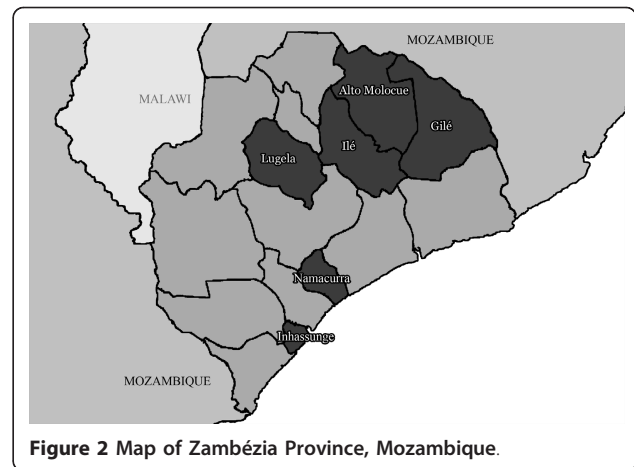 MOZAMBIQUE
Alto Molocue
MALAWI
Gilé
Ilé
Lugela
Namacurra
Inhassunge
MOZAMBIQUE
Figure 2 Map of Zambézia Province, Mozambique.